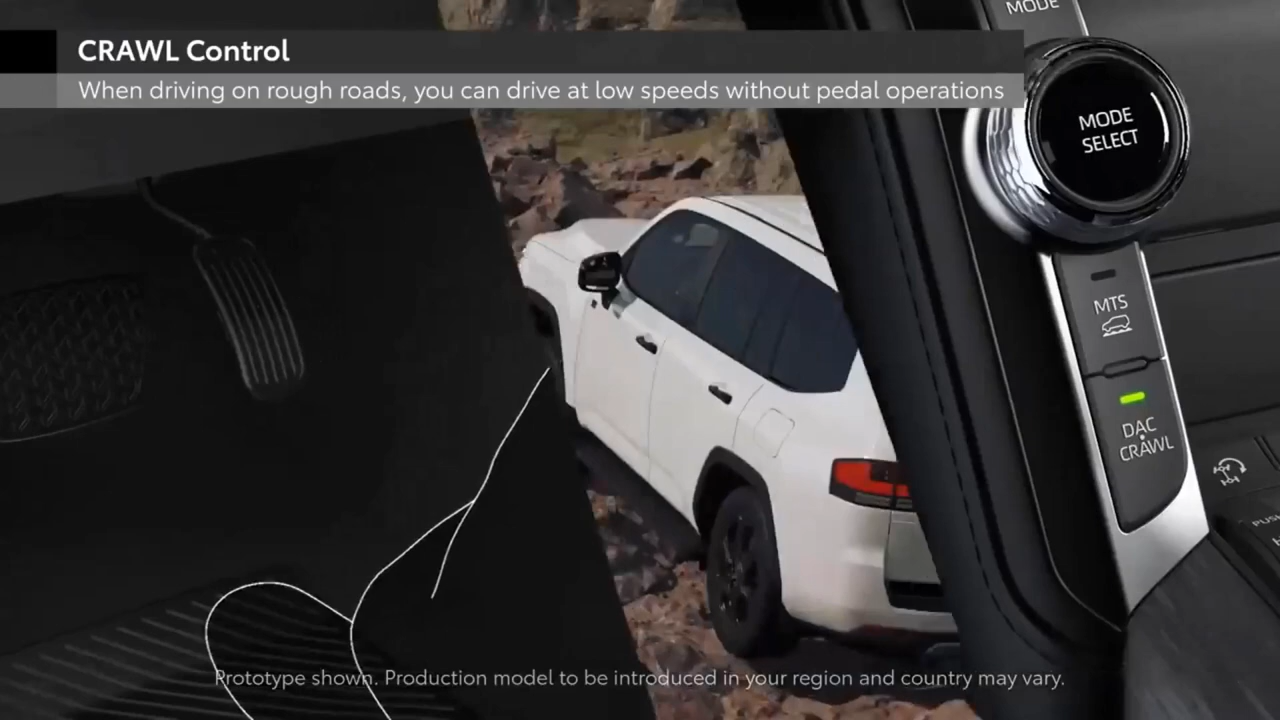 MODE
CRAWL Control
When driving on rough roads, you can drive at low speeds without pedal operations
MODE
SELECT
MTS
DAC
CRAWL
PUSH
Prototype shown. Production model to be introduced in your region and country may vary.